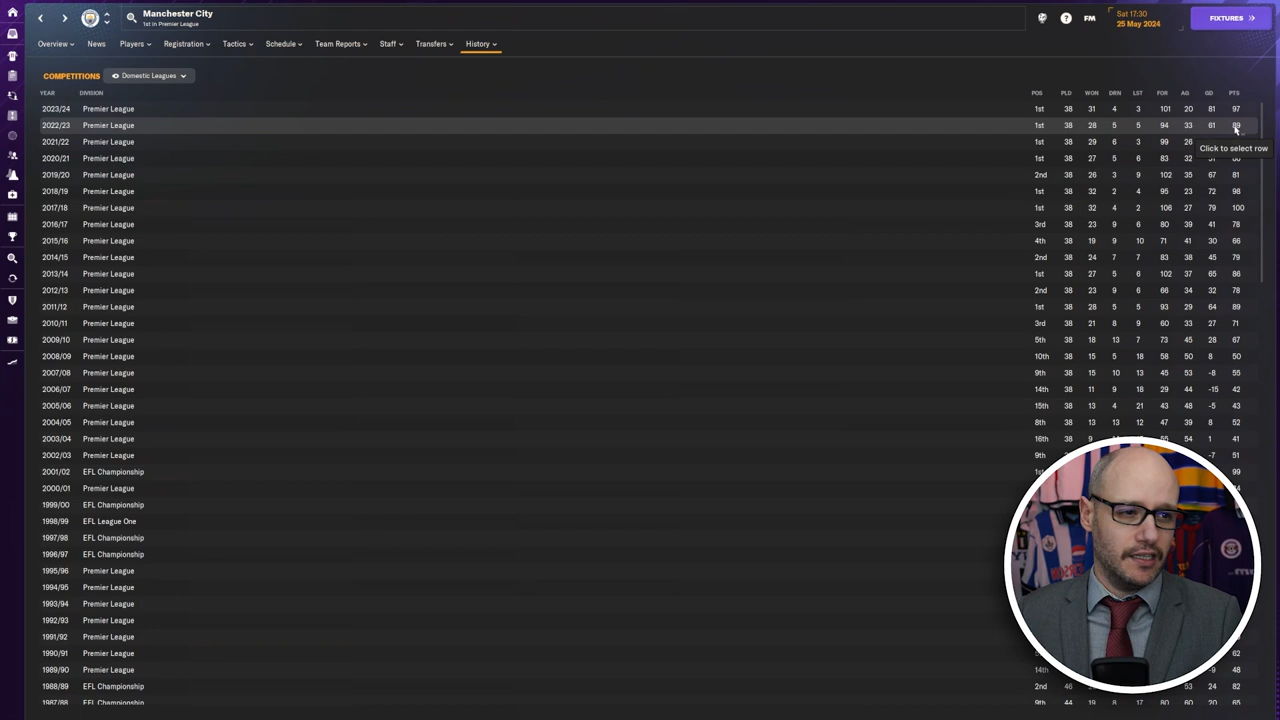 Manchester City
1st in Premier League
Sat 17:30
25 May 2024
FM
FIXTURES
Overview News Players Registration Tactics Schedule Team Reports Staff Transfers History
COMPETITIONS Domestic Leagues
YEAR DIVISION POS PLD WON DRN LST FOR AG GD PTS
2023/24 Premier League 1st 38 31 4 3 101 20 81 97
2022/23 Premier League 1st 38 28 5 5 94 33 61 89
2021/22 Premier League 1st 38 29 6 3 99 26
Click to select row
2020/21 Premier League 1st 38 27 5 6 83 32
2019/20 Premier League 2nd 38 26 3 9 102 35 67 81
2018/19 Premier League 1st 38 32 2 4 95 23 72 98
2017/18 Premier League 1st 38 32 4 2 106 27 79 100
2016/17 Premier League 3rd 38 23 9 6 80 39 41 78
2015/16 Premier League 4th 38 19 9 10 71 41 30 66
2014/15 Premier League 2nd 38 24 7 7 83 38 45 79
2013/14 Premier League 1st 38 27 5 6 102 37 65 86
2012/13 Premier League 2nd 38 23 9 6 66 34 32 78
2011/12 Premier League 1st 38 28 5 5 93 29 64 89
2010/11 Premier League 3rd 38 21 8 9 60 33 27 71
2009/10 Premier League 5th 38 18 13 7 73 45 28 67
2008/09 Premier League 10th 38 15 5 18 58 50 8 50
2007/08 Premier League 9th 38 15 10 13 45 53 -8 55
2006/07 Premier League 14th 38 11 9 18 29 44 -15 42
2005/06 Premier League 15th 38 13 4 21 43 48 -5 43
2004/05 Premier League 8th 38 13 13 12 47 39 8 52
2003/04 Premier League 16th 38 9 55 54 1 41
2002/03 Premier League 9th -7 51
2001/02 EFL Championship 1st 99
2000/01 Premier League
1999/00 EFL Championship
1998/99 EFL League One
1997/98 EFL Championship
1996/97 EFL Championship
1995/96 Premier League
1994/95 Premier League
1993/94 Premier League
1992/93 Premier League
1991/92 Premier League
1990/91 Premier League 62
1989/90 Premier League 14th -9 48
1988/89 EFL Championship 2nd 46 53 24 82
1987/88 EFL Championship 9th 44 19 8 17 80 60 20 65